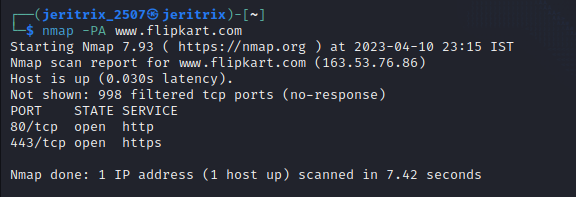 ┌──(jeritrix_2507㉿jeritrix)-[~]
└─$ nmap -PA www.flipkart.com
Starting Nmap 7.93 ( https://nmap.org ) at 2023-04-10 23:15 IST
Nmap scan report for www.flipkart.com (163.53.76.86)
Host is up (0.030s latency).
Not shown: 998 filtered tcp ports (no-response)
PORT    STATE SERVICE
80/tcp  open  http
443/tcp open  https
Nmap done: 1 IP address (1 host up) scanned in 7.42 seconds